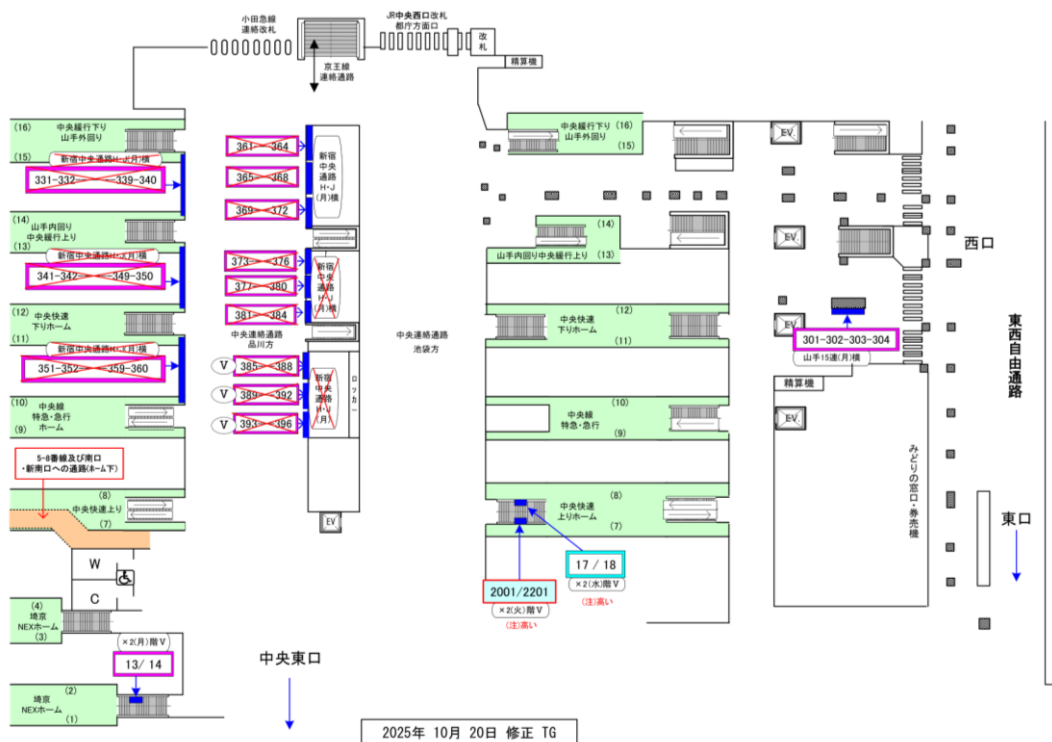 小田急線
連絡改札
JR中央西口改札
都庁方面口
改
札
精算機
京王線
連絡通路
(16)
中央緩行下り
山手外回り
(15)
新宿中央通路H・J(月)横
331-332
339-340
(14)
山手内回り
中央緩行上り
(13)
新宿中央通路H・J(月)横
341-342
349-350
(12)
中央快速
下りホーム
(11)
新宿中央通路H・J(月)横
351-352
359-360
(10)
中央線
特急・急行
ホーム
(9)
5-8番線及び南口
・新南口への通路(ホーム下)
(8)
中央快速上り
(7)
W
C
(4)
埼京
NEXホーム
(3)
×2(月)階V
13/ 14
(2)
埼京
NEXホーム
(1)
361
364
365
368
369
372
新宿中央通路H・J(月)横
373
376
377
380
381
384
新宿中央通路H・J(月)横
中央連絡通路
品川方
V
385
388
V
389
392
V
393
396
新宿中央通路H・J(月)
ロッカー
EV
中央東口
中央連絡通路
池袋方
中央緩行下り (16)
山手外回り
(15)
(14)
山手内回り中央緩行上り (13)
(12)
中央快速
下りホーム
(11)
(10)
中央線
特急・急行
(9)
(8)
中央快速
上りホーム
(7)
17 / 18
×2(水)階V
(注)高い
2001/2201
×2(火)階V
(注)高い
EV
EV
EV
301-302-303-304
山手15連(月)横
精算機
EV
みどりの窓口・券売機
西口
東西自由通路
東口
2025年 10月 20日 修正 TG